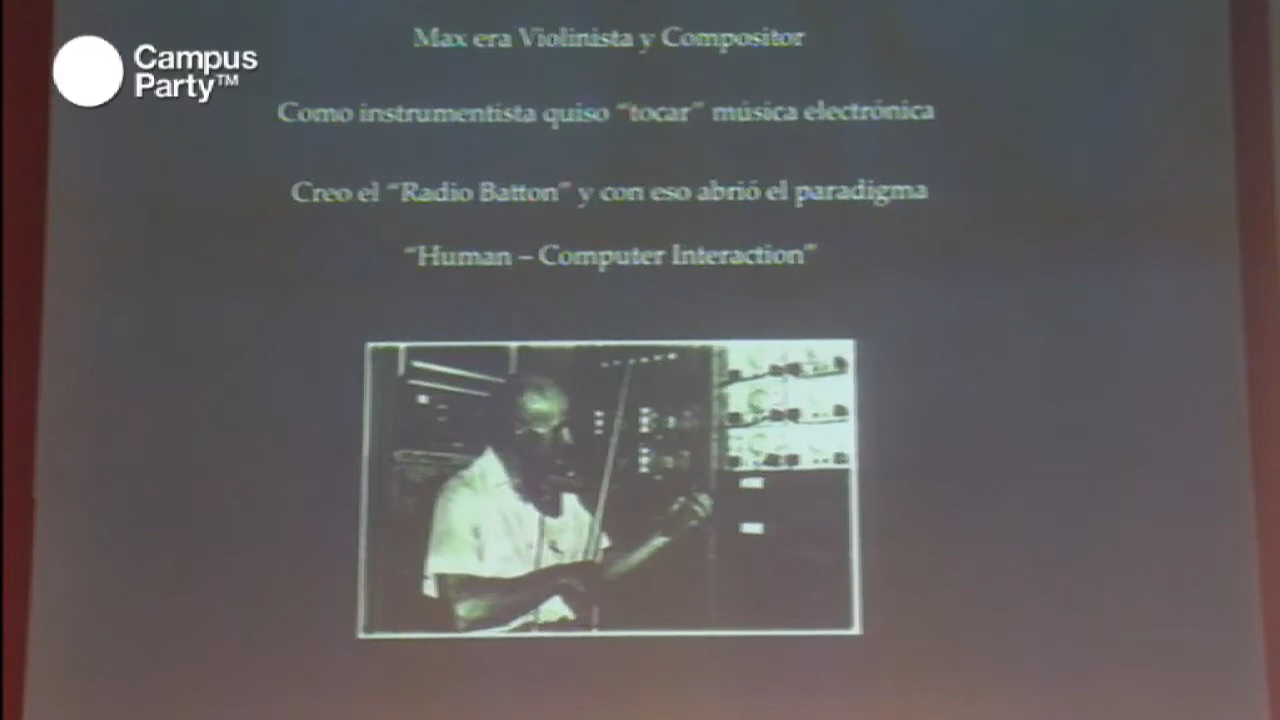 Campus
Party™
Max era Violinista y Compositor
Como instrumentista quiso “tocar” música electrónica
Creo el “Radio Batton” y con eso abrió el paradigma
“Human – Computer Interaction”